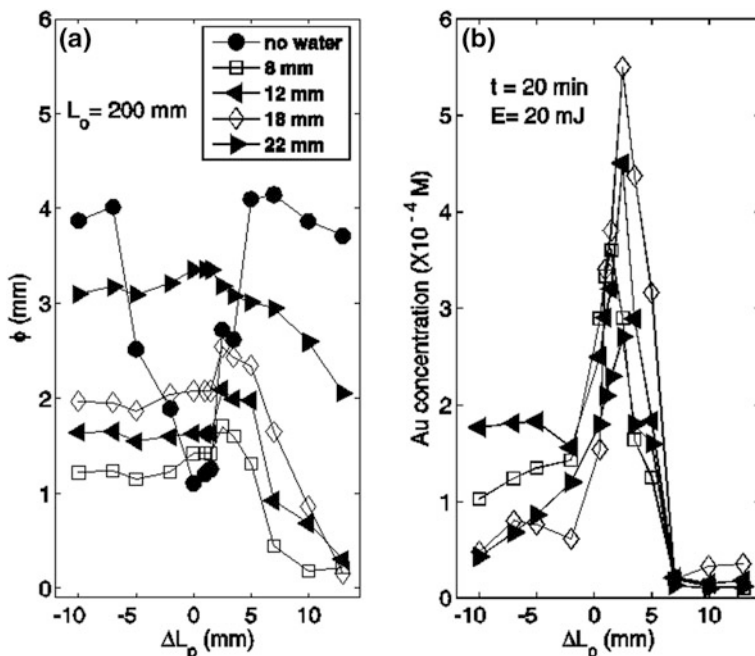 (a)
no water
8 mm
12 mm
18 mm
22 mm
L₀= 200 mm
6
5
4
3
2
1
0
ϕ (mm)
-10 -5 0 5 10
ΔLₚ (mm)
(b)
t = 20 min
E= 20 mJ
6
5
4
3
2
1
0
Au concentration (X10⁻⁴ M)
-10 -5 0 5 10
ΔLₚ (mm)